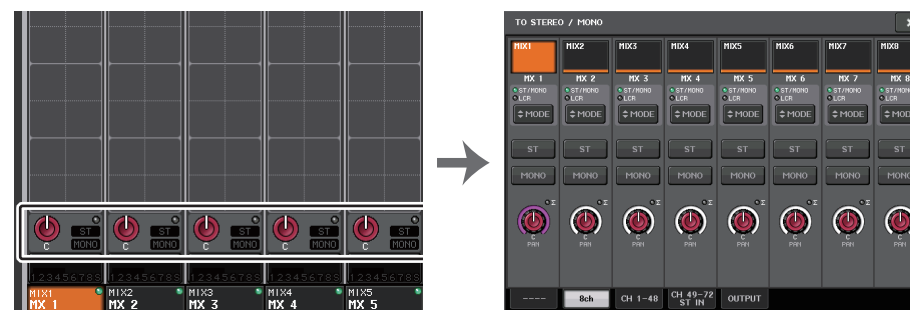 C ST C ST C ST C ST C ST
MONO MONO MONO MONO MONO
12345678S 12345678S 12345678S 12345678S 12345678S
MIX1 MIX2 MIX3 MIX4 MIX5
MX 1 MX 2 MX 3 MX 4 MX 5
TO STEREO / MONO
MIX1 MIX2 MIX3 MIX4 MIX5 MIX6 MIX7 MIX8
MX 1 MX 2 MX 3 MX 4 MX 5 MX 6 MX 7 MX 8
ST/MONO ST/MONO ST/MONO ST/MONO ST/MONO ST/MONO ST/MONO ST/MONO
LCR LCR LCR LCR LCR LCR LCR LCR
MODE MODE MODE MODE MODE MODE MODE MOD
ST ST ST ST ST ST ST ST
MONO MONO MONO MONO MONO MONO MONO MONO
Σ Σ Σ Σ Σ Σ Σ Σ
C C C C C C C C
PAN PAN PAN PAN PAN PAN PAN PAN
---- 8ch CH 1-48 CH 49-72 OUTPUT
ST IN